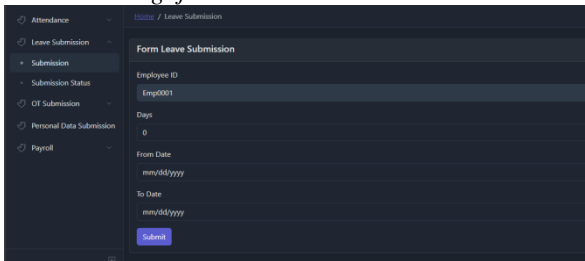 Attendance
Leave Submission
Submission
Submission Status
OT Submission
Personal Data Submission
Payroll
Home / Leave Submission
Form Leave Submission
Employee ID
Emp0001
Days
0
From Date
mm/dd/yyyy
To Date
mm/dd/yyyy
Submit